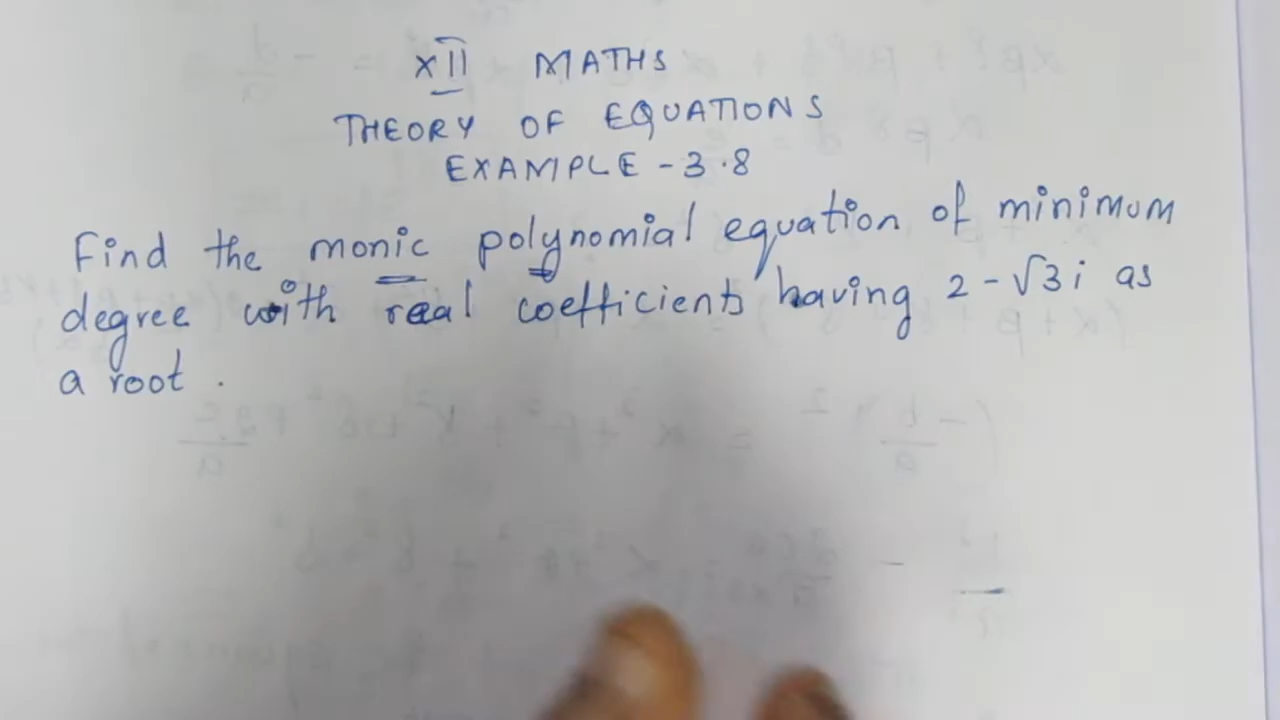 XII MATHS
THEORY OF EQUATIONS
EXAMPLE - 3.8
Find the monic polynomial equation of minimum
degree with real coefficients having 2 - √3 i as
a root .